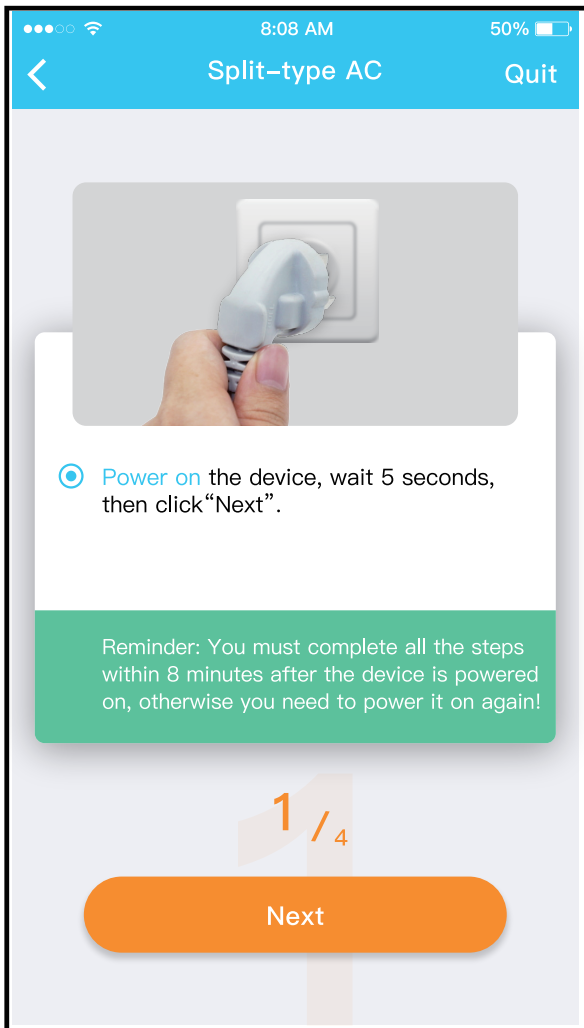 8:08 AM
50%
Split-type AC
Quit
Power on the device, wait 5 seconds,
then click“Next”.
Reminder: You must complete all the steps
within 8 minutes after the device is powered
on, otherwise you need to power it on again!
1
1/4
Next